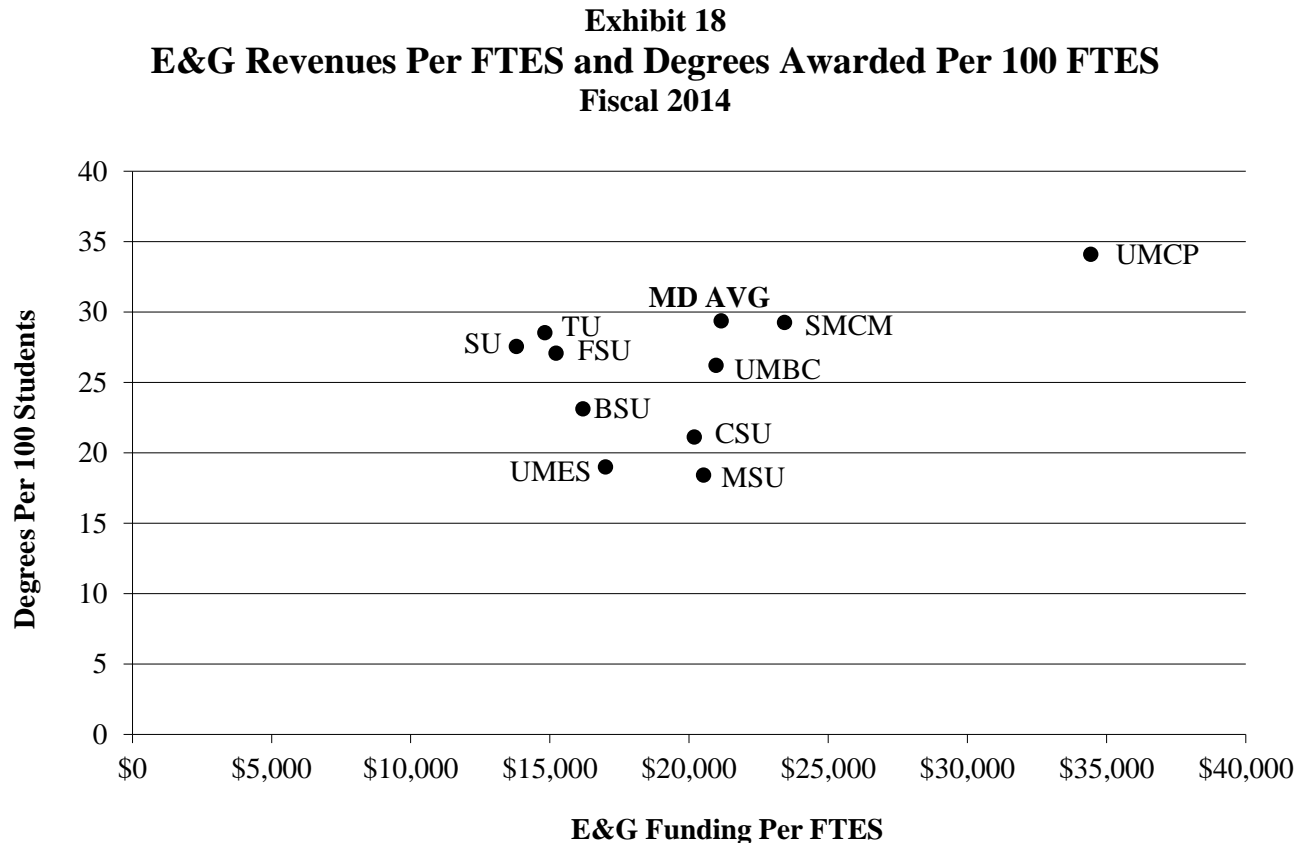 Exhibit 18
E&G Revenues Per FTES and Degrees Awarded Per 100 FTES
Fiscal 2014
40
35
30
25
20
15
10
5
0
Degrees Per 100 Students
UMCP
MD AVG
SMCM
TU
SU
FSU
UMBC
BSU
CSU
UMES
MSU
$0 $5,000 $10,000 $15,000 $20,000 $25,000 $30,000 $35,000 $40,000
E&G Funding Per FTES